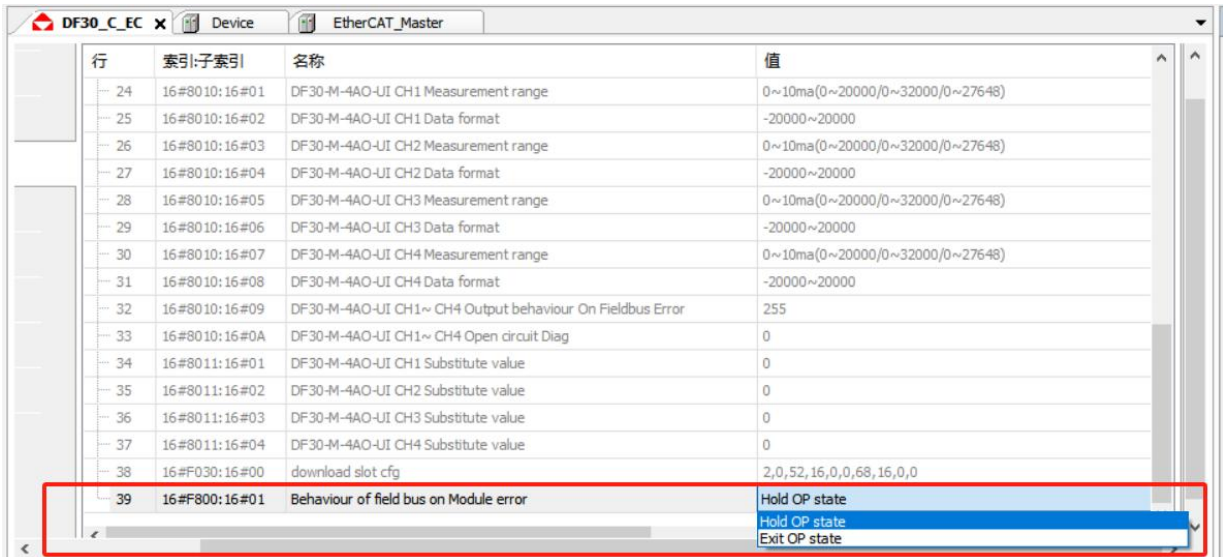 DF30_C_EC Device EtherCAT_Master
行 索引:子索引 名称 值
24 16#8010:16#01 DF30-M-4AO-UI CH1 Measurement range 0~10ma(0~20000/0~32000/0~27648)
25 16#8010:16#02 DF30-M-4AO-UI CH1 Data format -20000~20000
26 16#8010:16#03 DF30-M-4AO-UI CH2 Measurement range 0~10ma(0~20000/0~32000/0~27648)
27 16#8010:16#04 DF30-M-4AO-UI CH2 Data format -20000~20000
28 16#8010:16#05 DF30-M-4AO-UI CH3 Measurement range 0~10ma(0~20000/0~32000/0~27648)
29 16#8010:16#06 DF30-M-4AO-UI CH3 Data format -20000~20000
30 16#8010:16#07 DF30-M-4AO-UI CH4 Measurement range 0~10ma(0~20000/0~32000/0~27648)
31 16#8010:16#08 DF30-M-4AO-UI CH4 Data format -20000~20000
32 16#8010:16#09 DF30-M-4AO-UI CH1~ CH4 Output behaviour On Fieldbus Error 255
33 16#8010:16#0A DF30-M-4AO-UI CH1~ CH4 Open circuit Diag 0
34 16#8011:16#01 DF30-M-4AO-UI CH1 Substitute value 0
35 16#8011:16#02 DF30-M-4AO-UI CH2 Substitute value 0
36 16#8011:16#03 DF30-M-4AO-UI CH3 Substitute value 0
37 16#8011:16#04 DF30-M-4AO-UI CH4 Substitute value 0
38 16#F030:16#00 download slot cfg 2,0,52,16,0,0,68,16,0,0
39 16#F800:16#01 Behaviour of field bus on Module error Hold OP state
Hold OP state
Exit OP state